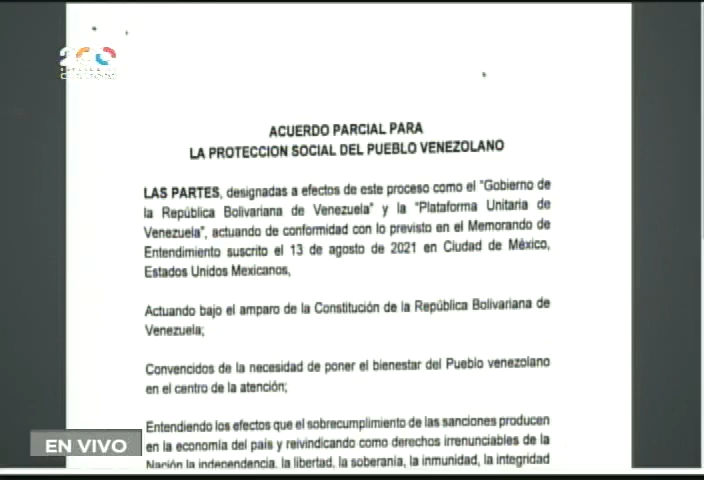 200
ACUERDO PARCIAL PARA
LA PROTECCION SOCIAL DEL PUEBLO VENEZOLANO
LAS PARTES, designadas a efectos de este proceso como el "Gobierno de
la República Bolivariana de Venezuela" y la "Plataforma Unitaria de
Venezuela", actuando de conformidad con lo previsto en el Memorando de
Entendimiento suscrito el 13 de agosto de 2021 en Ciudad de México,
Estados Unidos Mexicanos,
Actuando bajo el amparo de la Constitución de la República Bolivariana de
Venezuela;
Convencidos de la necesidad de poner el bienestar del Pueblo venezolano
en el centro de la atención;
Entendiendo los efectos que el sobrecumplimiento de las sanciones producen
en la economía del país y reivindicando como derechos irrenunciables de la
Nación la independencia, la libertad, la soberanía, la inmunidad, la integridad
EN VIVO